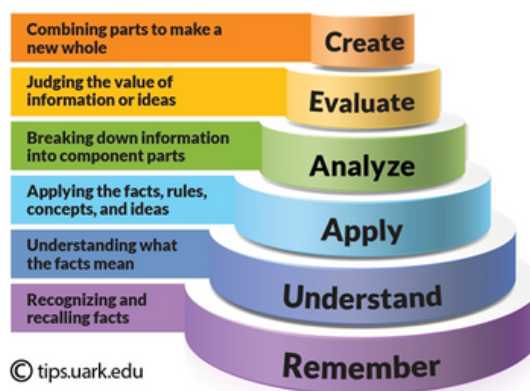 Combining parts to make a
new whole
Create
Judging the value of
information or ideas
Evaluate
Breaking down information
into component parts
Analyze
Applying the facts, rules,
concepts, and ideas
Apply
Understanding what
the facts mean
Understand
Recognizing and
recalling facts
Remember
© tips.uark.edu